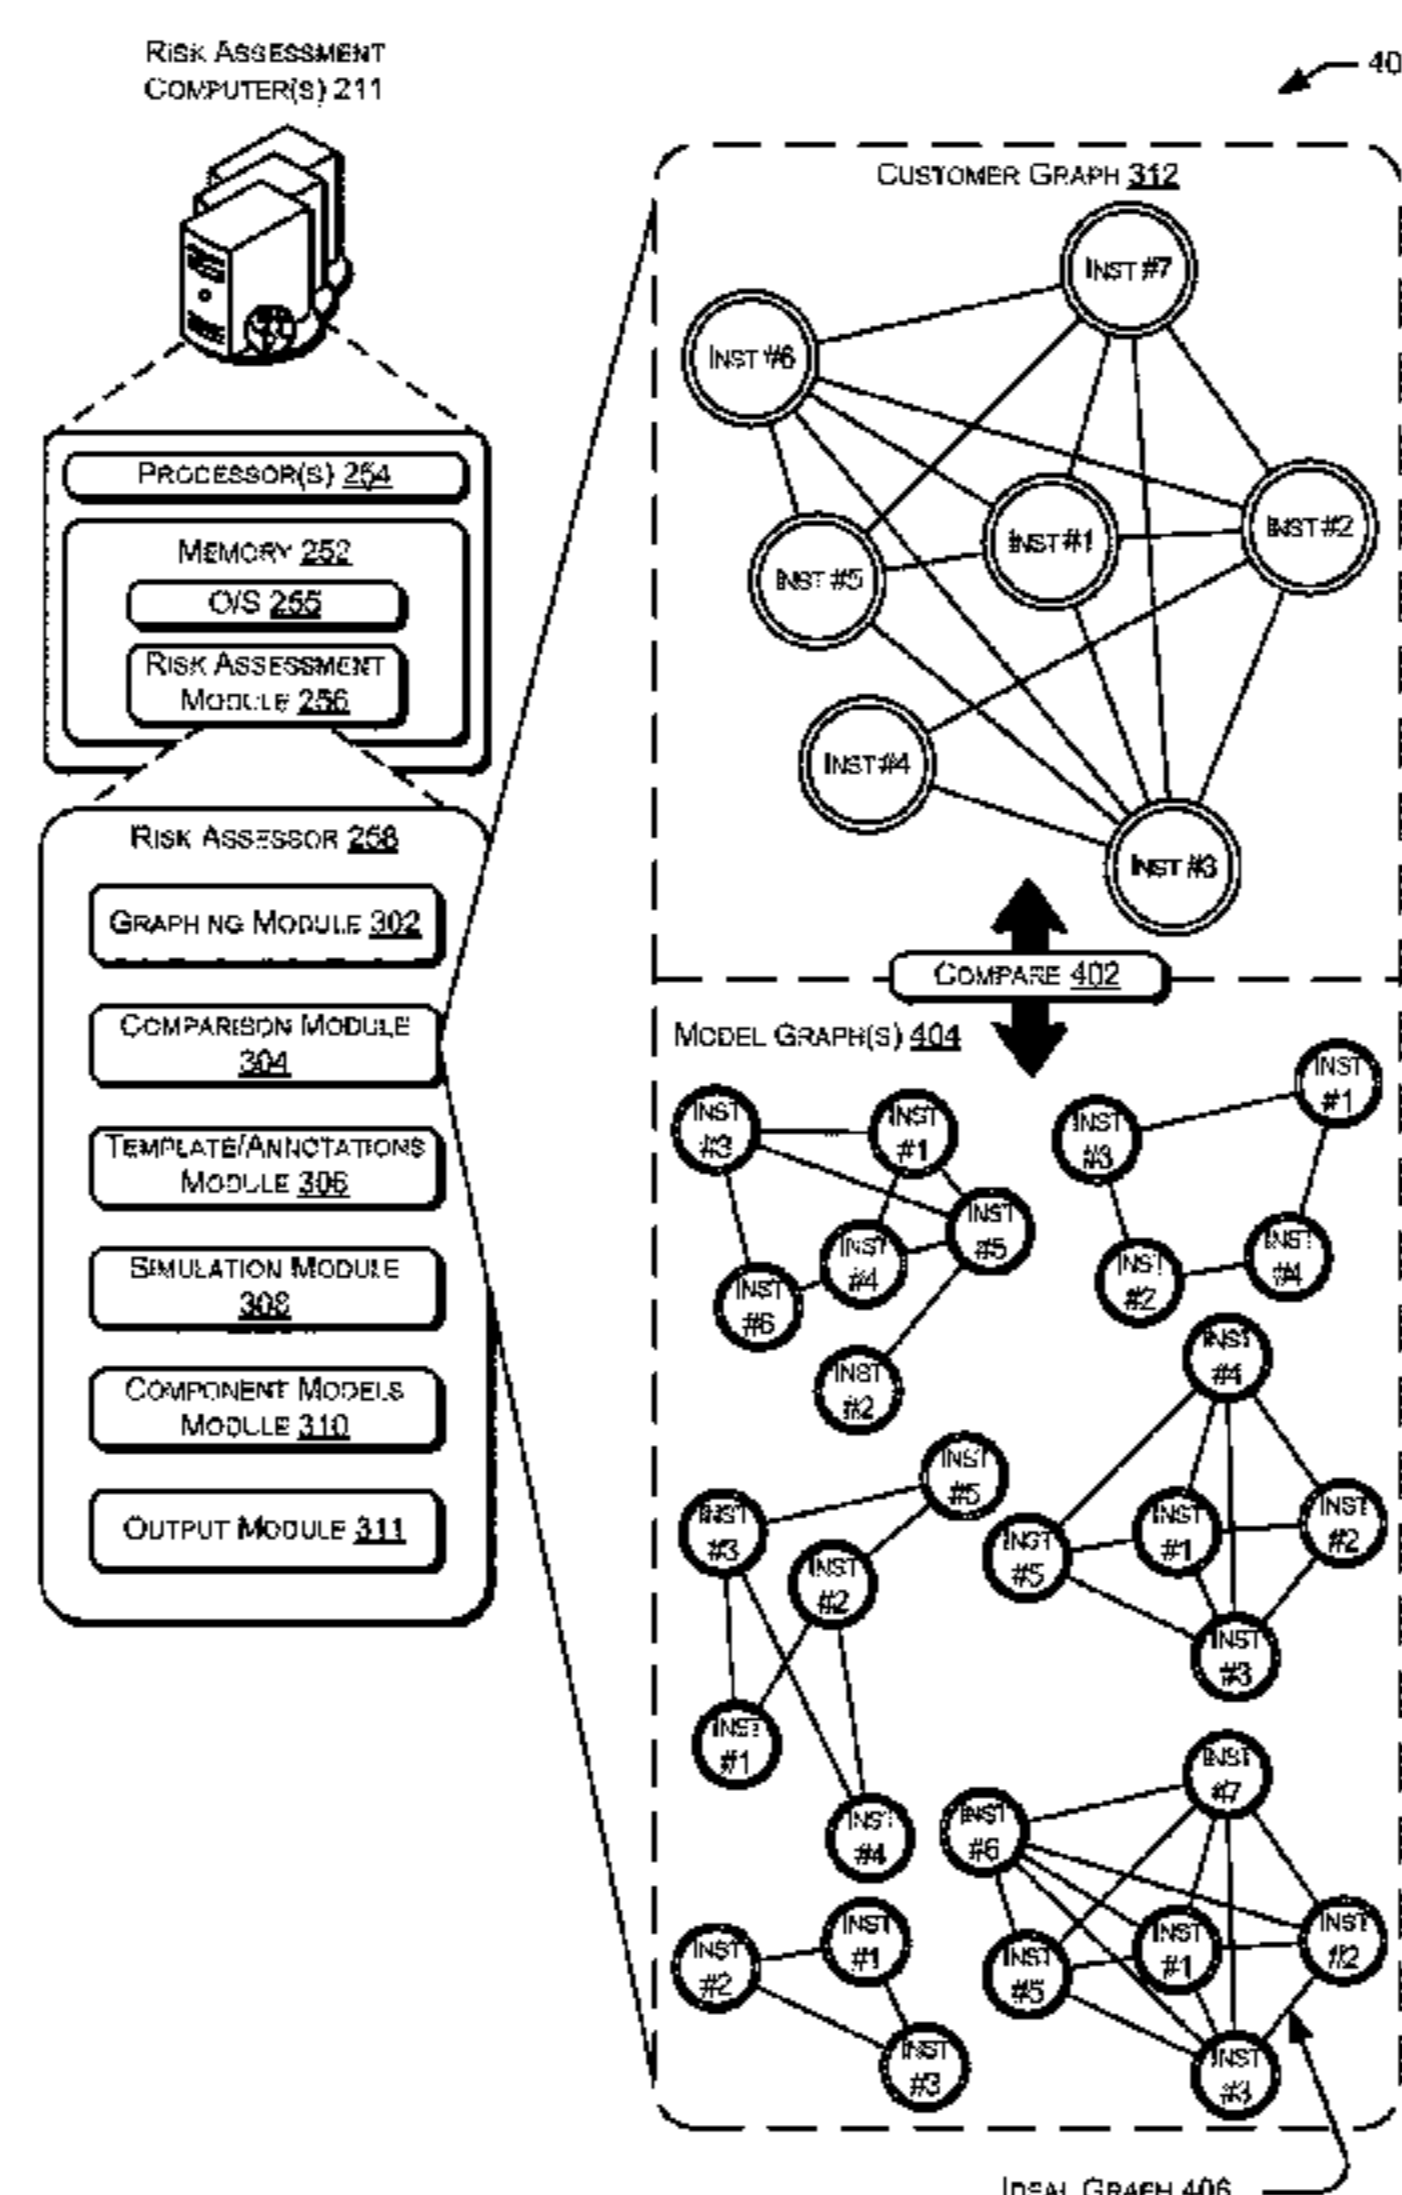 RISK ASSESSMENT
COMPUTER(S) 211
40
PROCESSOR(S) 254
MEMORY 252
O/S 255
RISK ASSESSMENT
MODULE 256
RISK ASSESSOR 258
GRAPHING MODULE 302
COMPARISON MODULE
304
TEMPLATE/ANNOTATIONS
MODULE 306
SIMULATION MODULE
308
COMPONENT MODELS
MODULE 310
OUTPUT MODULE 311
CUSTOMER GRAPH 312
INST #7
INST #6
INST #2
INST #1
INST #5
INST #4
INST #3
COMPARE 402
MODEL GRAPH(S) 404
INST
#3
INST
#1
INST
#5
INST
#4
INST
#6
INST
#2
INST
#1
INST
#3
INST
#4
INST
#2
INST
#5
INST
#3
INST
#2
INST
#1
INST
#4
INST
#4
INST
#1
INST
#2
INST
#5
INST
#3
INST
#2
INST
#1
INST
#3
INST
#7
INST
#6
INST
#1
INST
#2
INST
#5
INST
#3
IDEAL GRAPH 406